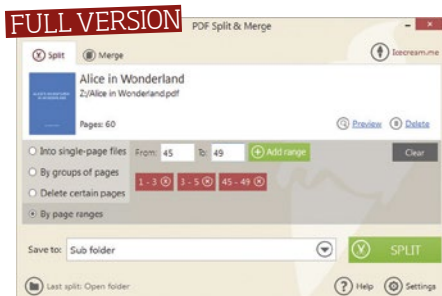 FULL VERSION
PDF Split & Merge
Split Merge Icecream.me
Alice in Wonderland
Z:/Alice in Wonderland.pdf
Pages: 60 Preview Delete
Into single-page files From: 45 To: 49 Add range Clear
By groups of pages
1 - 3 3 - 5 45 - 49
Delete certain pages
By page ranges
Save to: Sub folder SPLIT
Last split: Open folder ? Help Settings